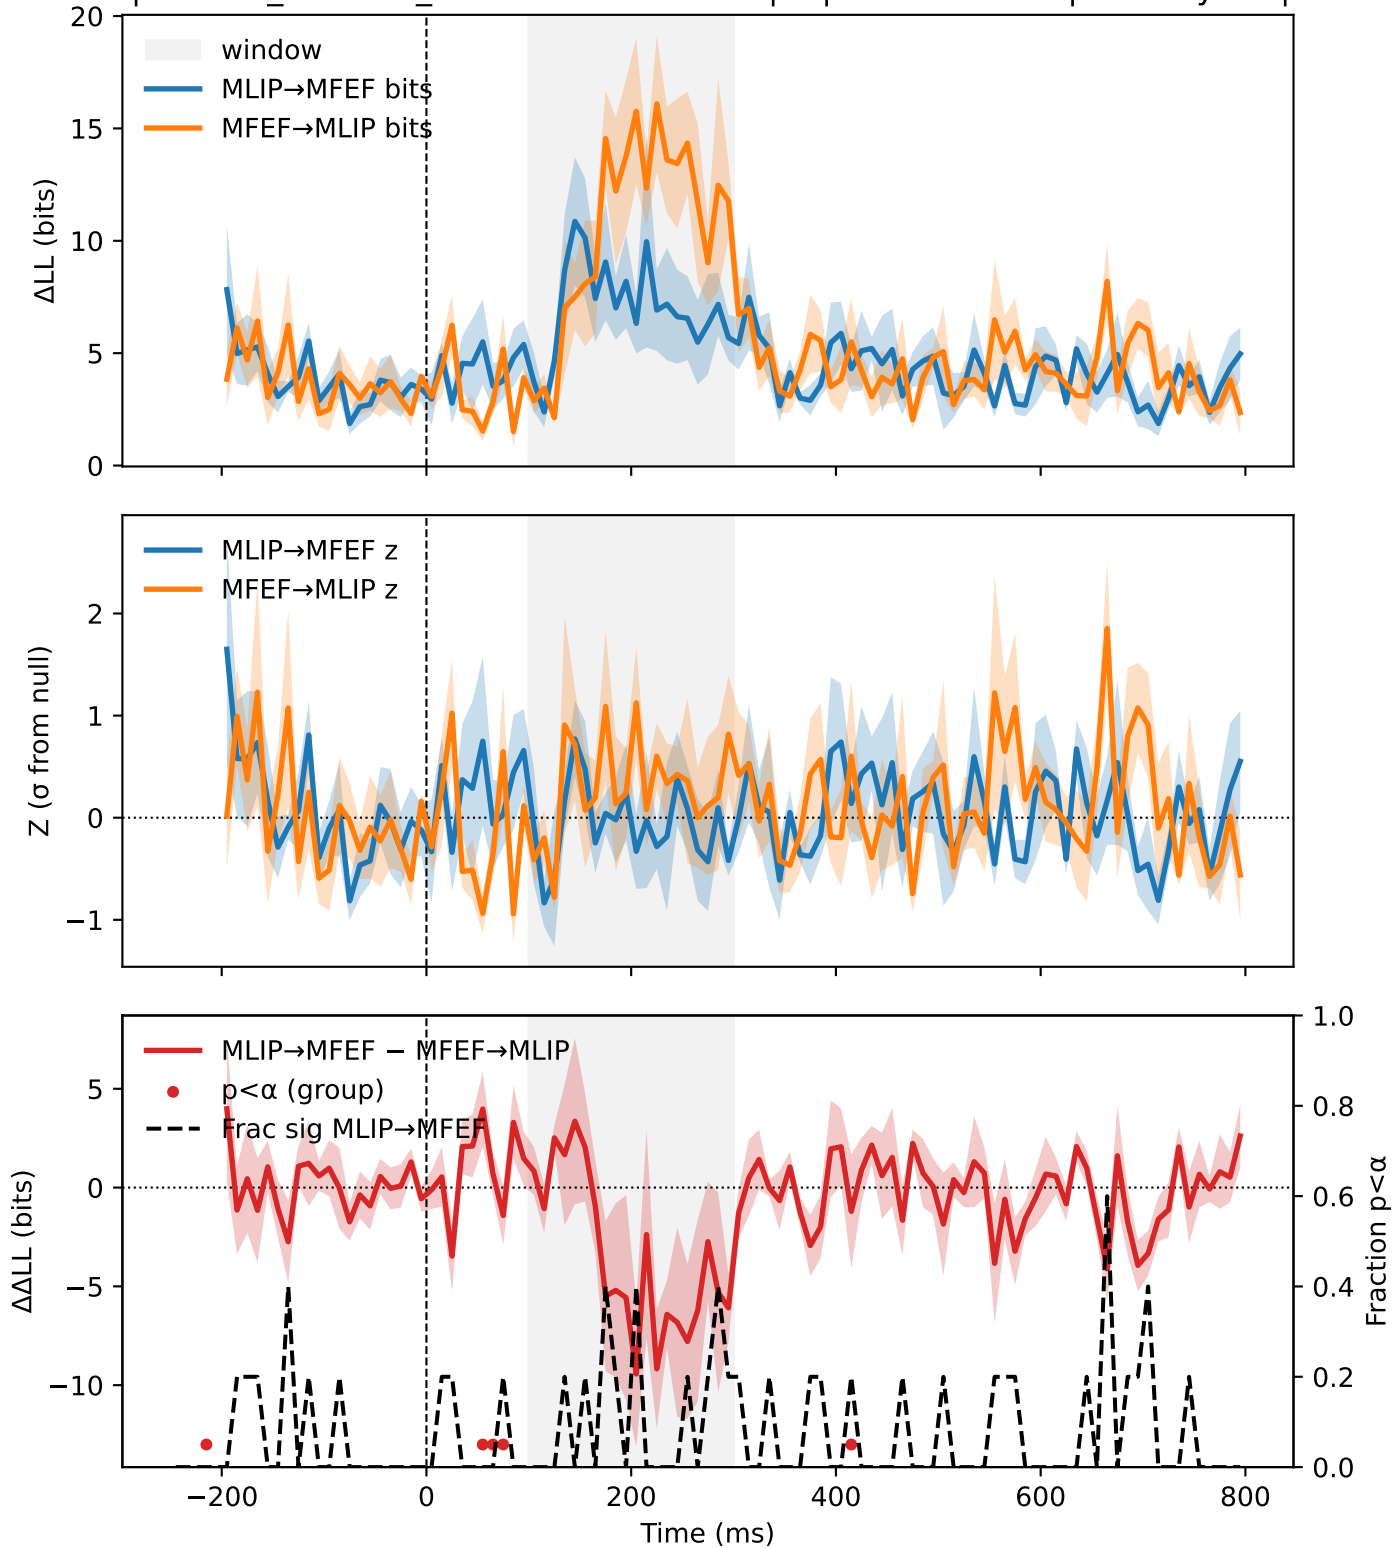 20
15
10
5
0
ΔLL (bits)
window
MLIP→MFEF bits
MFEF→MLIP bits
2
1
0
−1
Z (σ from null)
MLIP→MFEF z
MFEF→MLIP z
5
0
−5
−10
ΔΔLL (bits)
MLIP→MFEF − MFEF→MLIP
p<α (group)
Frac sig MLIP→MFEF
1.0
0.8
0.6
0.4
0.2
0.0
Fraction p<α
−200 0 200 400 600 800
Time (ms)